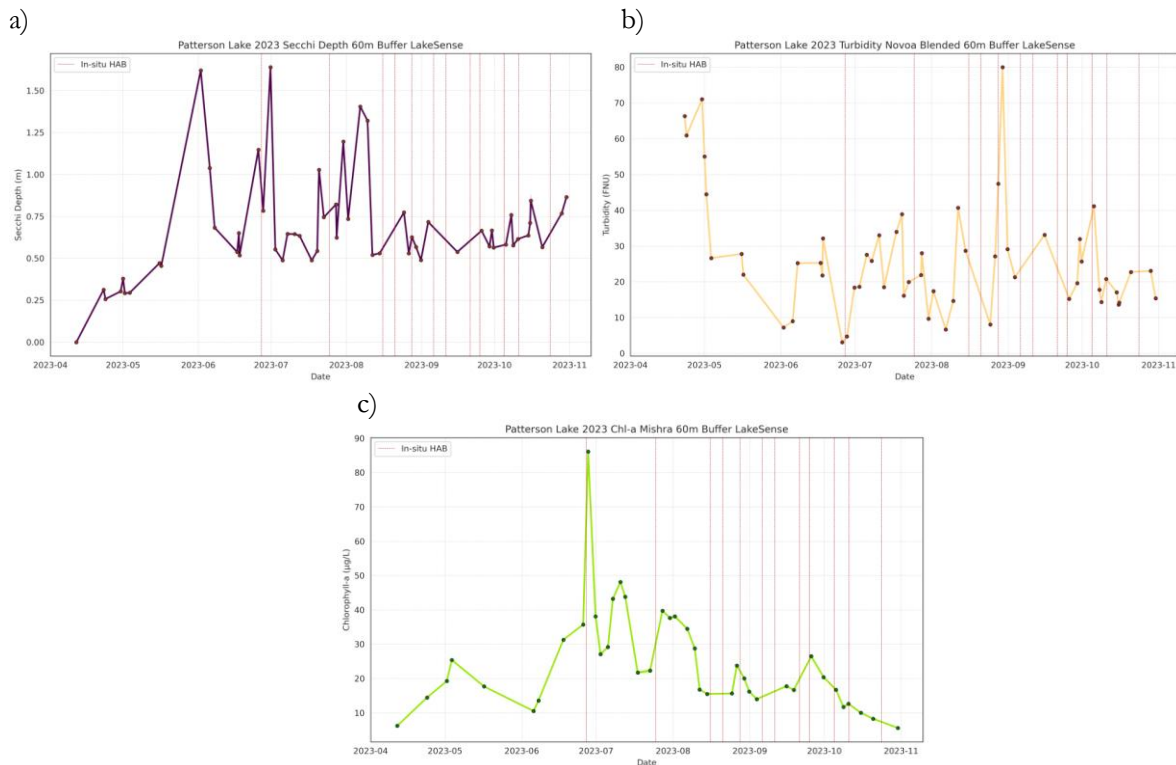 a)
Patterson Lake 2023 Secchi Depth 60m Buffer LakeSense
In-situ HAB
1.50
1.25
1.00
0.75
0.50
0.25
0.00
Secchi Depth (m)
2023-04 2023-05 2023-06 2023-07 2023-08 2023-09 2023-10 2023-11
Date
b)
Patterson Lake 2023 Turbidity Novoa Blended 60m Buffer LakeSense
In-situ HAB
80
70
60
50
40
30
20
10
0
Turbidity (FNU)
2023-04 2023-05 2023-06 2023-07 2023-08 2023-09 2023-10 2023-11
Date
c)
Patterson Lake 2023 Chl-a Mishra 60m Buffer LakeSense
In-situ HAB
90
80
70
60
50
40
30
20
10
Chlorophyll-a (µg/L)
2023-04 2023-05 2023-06 2023-07 2023-08 2023-09 2023-10 2023-11
Date